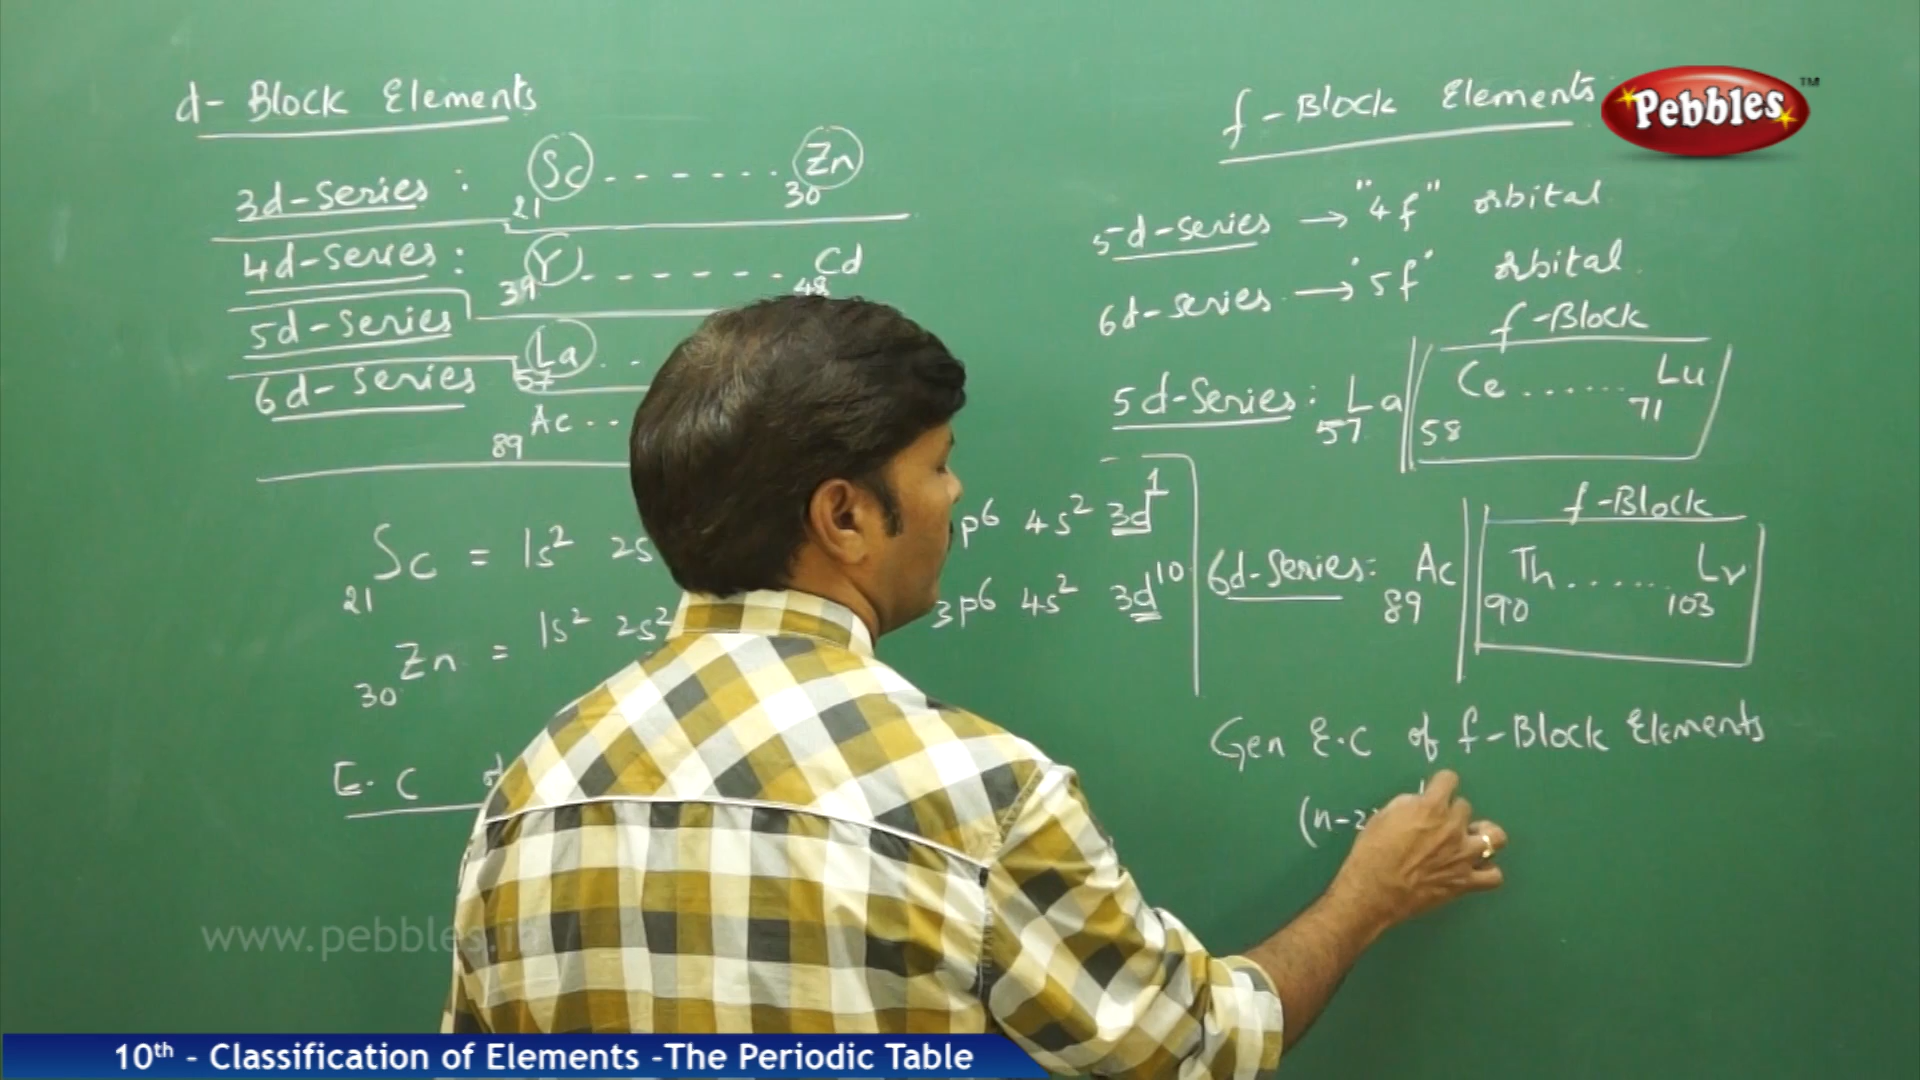 d- Block Elements
3d-Series : 21 Sc ....... Zn 30
4d-Series : 39 Y ....... Cd 48
5d-Series 57 La . .
6d-Series 89 Ac ...
21 Sc = 1s² 2s p6 4s² 3d1
30 Zn = 1s² 2s² 3p6 4s² 3d10
E.C
f-Block Elements
5d-series → "4f" orbital
6d-series → "5f" orbital
f-Block
5d-Series : 57 La 58 Ce ....... Lu 71
f-Block
6d-Series: 89 Ac 90 Th ....... Lr 103
Gen E.C of f-Block Elements
(n-2)
Pebbles™
www.pebbles.in
10th - Classification of Elements -The Periodic Table